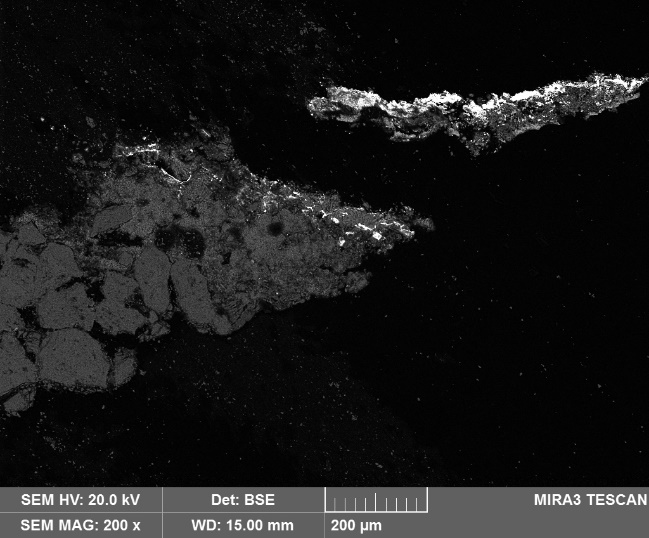 SEM HV: 20.0 kV Det: BSE MIRA3 TESCAN
SEM MAG: 200 x WD: 15.00 mm 200 µm